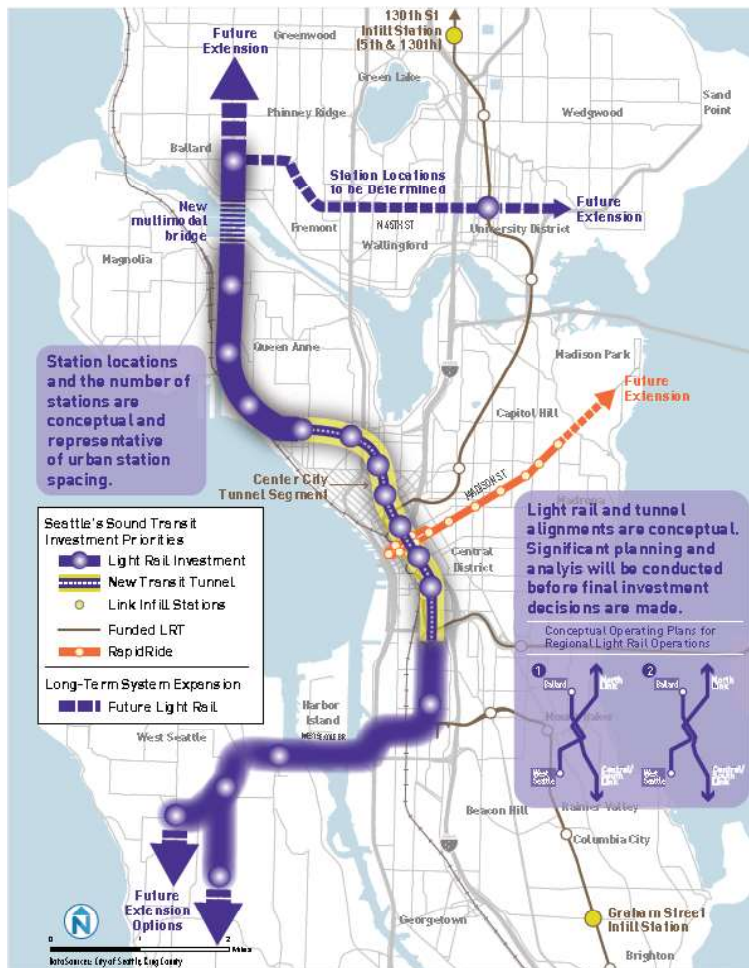 130th St
Infill Station
(5th & 130th)
Future
Extension
Greenwood
Green Lake
Sand
Point
Phinney Ridge
Wedgwood
Ballard
Station Locations
to be Determined
Future
Extension
New
multimodal
bridge
Fremont
N 45TH ST
University District
Wallingford
Magnolia
Queen Anne
Madison Park
Station locations
and the number of
stations are
conceptual and
representative
of urban station
spacing.
Future
Extension
Capitol Hill
MADISON ST
Center City
Tunnel Segment
Madrona
Central
District
Seattle's Sound Transit
Investment Priorities
Light Rail Investment
New Transit Tunnel
Link Infill Stations
Funded LRT
RapidRide
Long-Term System Expansion
Future Light Rail
Light rail and tunnel
alignments are conceptual.
Significant planning and
analyis will be conducted
before final investment
decisions are made.
Conceptual Operating Plans for
Regional Light Rail Operations
1
2
Ballard
North
Link
Ballard
North
Link
West
Seattle
Central/
South Link
West
Seattle
Central/
South Link
Harbor
Island
West Seattle
Mount Baker
Beacon Hill
Rainier Valley
Columbia City
Future
Extension
Options
Georgetown
Graham Street
Infill Station
Brighton
N
0 1 2
Miles
Data Sources: City of Seattle, King County